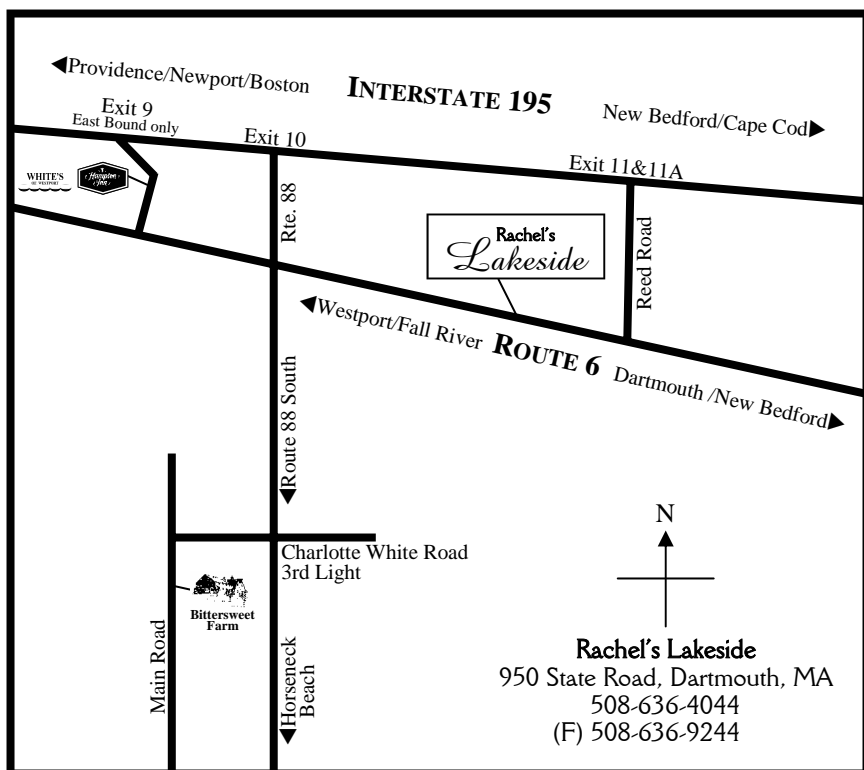 Providence/Newport/Boston
INTERSTATE 195
New Bedford/Cape Cod
Exit 9
East Bound only
Exit 10
Exit 11&11A
WHITE'S
OF WESTPORT
Hampton
Inn
Rte. 88
Rachel's
Lakeside
Reed Road
Westport/Fall River
ROUTE 6
Dartmouth /New Bedford
Route 88 South
Charlotte White Road
3rd Light
Bittersweet
Farm
Main Road
Horseneck
Beach
N
Rachel's Lakeside
950 State Road, Dartmouth, MA
508-636-4044
(F) 508-636-9244